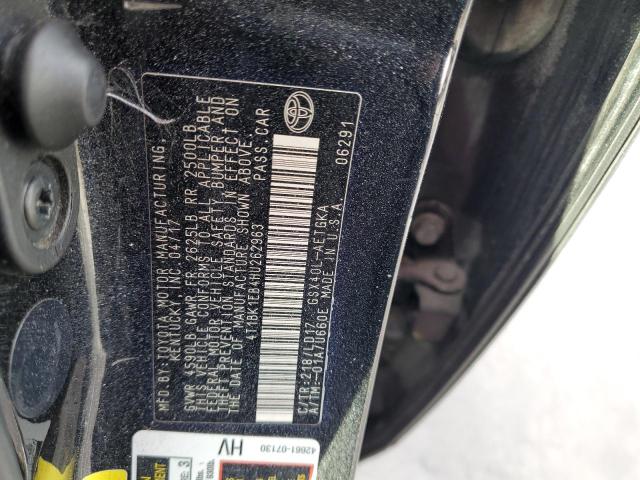 MFD BY: TOYOTA MOTOR MANUFACTURING,
KENTUCKY, INC. 04/17
GVWR 4590LB GAWR FR 2625LB RR 2500LB
THIS VEHICLE CONFORMS TO ALL APPLICABLE
FEDERAL MOTOR VEHICLE SAFETY, BUMPER, AND
THEFT PREVENTION STANDARDS IN EFFECT ON
THE DATE OF MANUFACTURE SHOWN ABOVE.
4T1BK1EB4HU262963 PASS.CAR
C/TR: 218/LD17 GSX40L-AETGKA
A/TM: -01A/U660E MADE IN U.S.A. 06291
42661-07130
HV